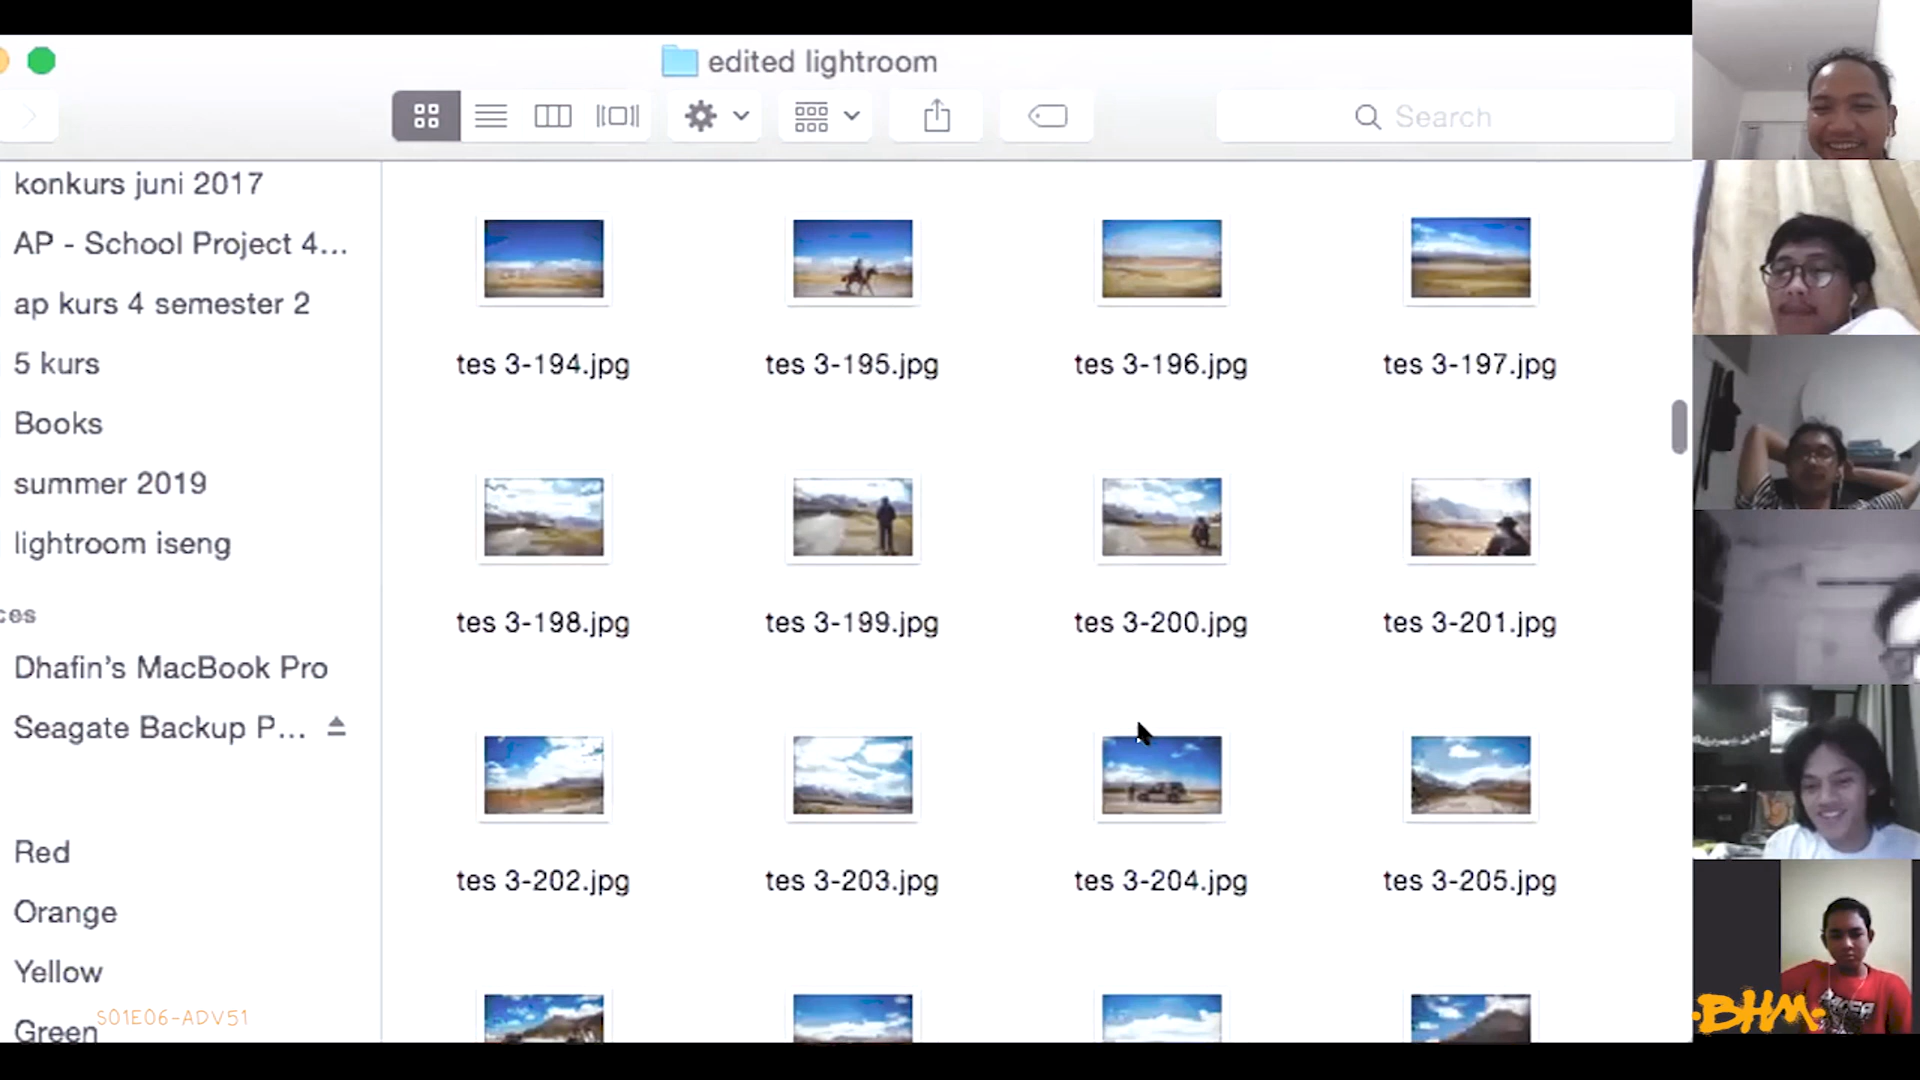 edited lightroom
Search
konkurs juni 2017
AP - School Project 4...
ap kurs 4 semester 2
5 kurs
Books
summer 2019
lightroom iseng
ces
Dhafin's MacBook Pro
Seagate Backup P...
Red
Orange
Yellow
Green
tes 3-194.jpg
tes 3-195.jpg
tes 3-196.jpg
tes 3-197.jpg
tes 3-198.jpg
tes 3-199.jpg
tes 3-200.jpg
tes 3-201.jpg
tes 3-202.jpg
tes 3-203.jpg
tes 3-204.jpg
tes 3-205.jpg
S01E06-ADV51
BHM